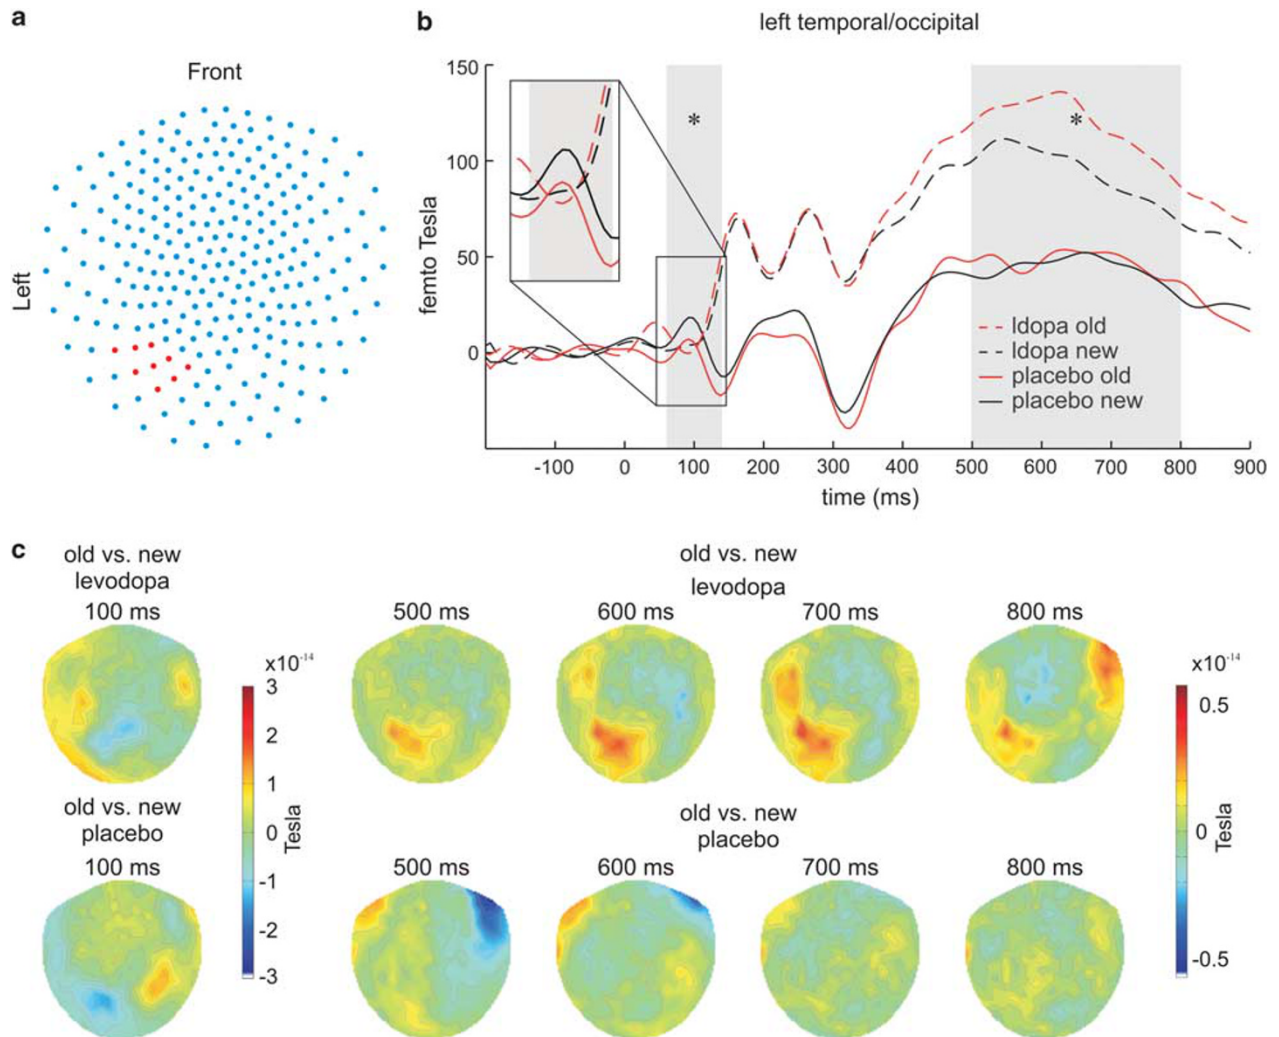 a
Front
Left
b
left temporal/occipital
femto Tesla
150
100
50
0
*
*
ldopa old
ldopa new
placebo old
placebo new
-100 0 100 200 300 400 500 600 700 800 900
time (ms)
c
old vs. new
levodopa
100 ms
old vs. new
levodopa
500 ms 600 ms 700 ms 800 ms
x10-14
3
2
1
0
-1
-2
-3
Tesla
x10-14
0.5
0
-0.5
Tesla
old vs. new
placebo
100 ms
old vs. new
placebo
500 ms 600 ms 700 ms 800 ms